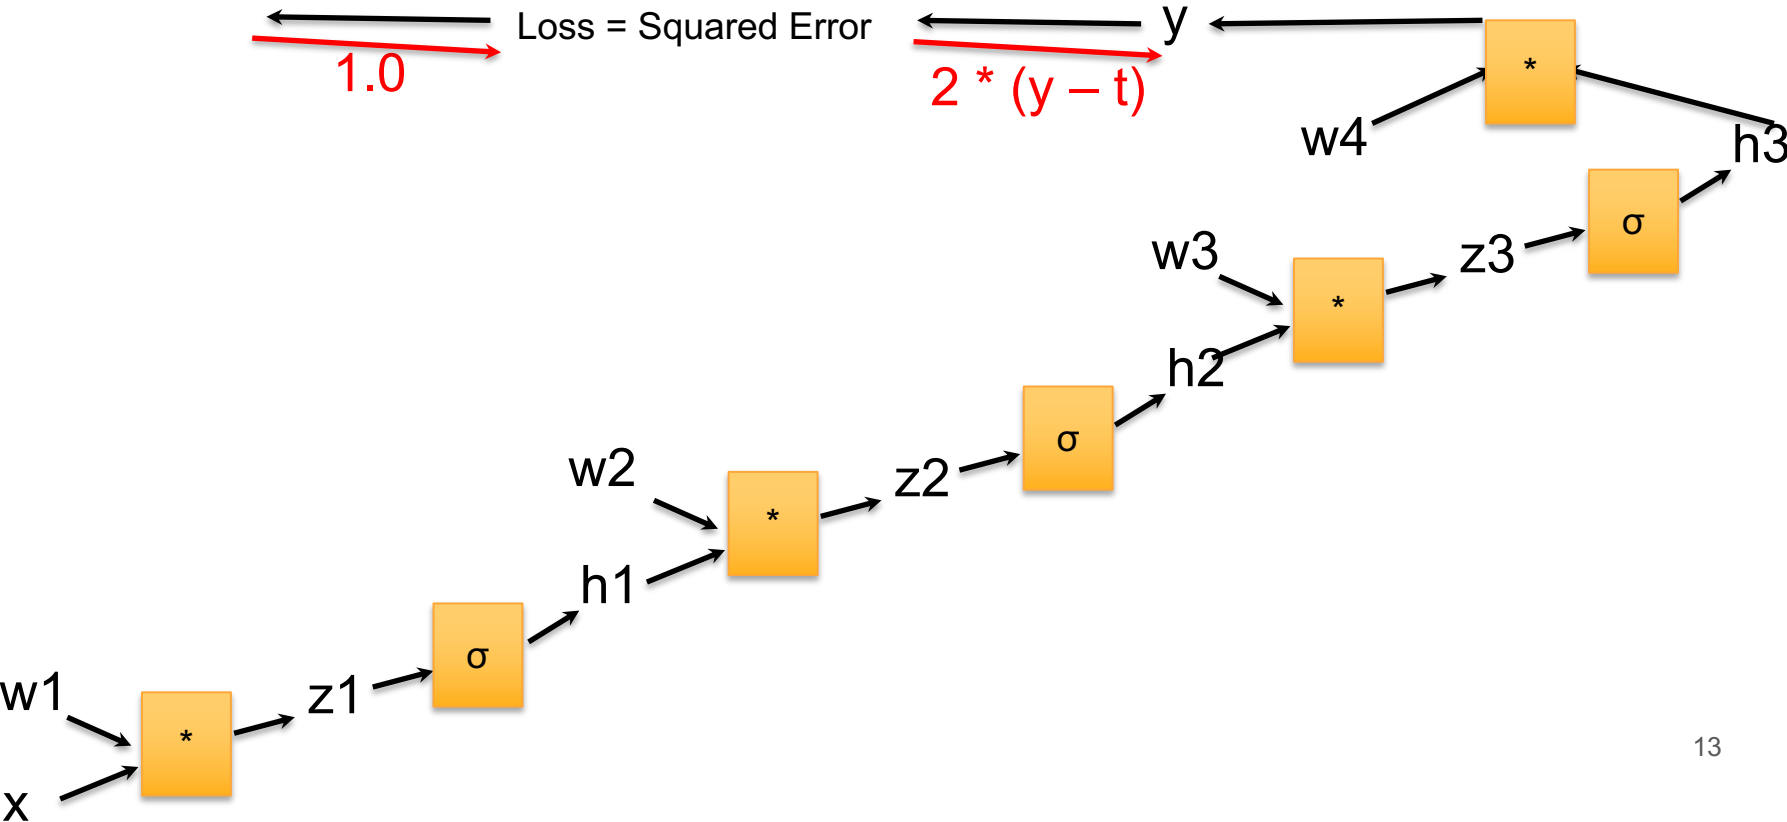 Loss = Squared Error
y
1.0
2 * (y – t)
*
w4
h3
σ
w3
z3
*
h2
σ
w2
z2
*
h1
σ
w1
z1
*
x
13